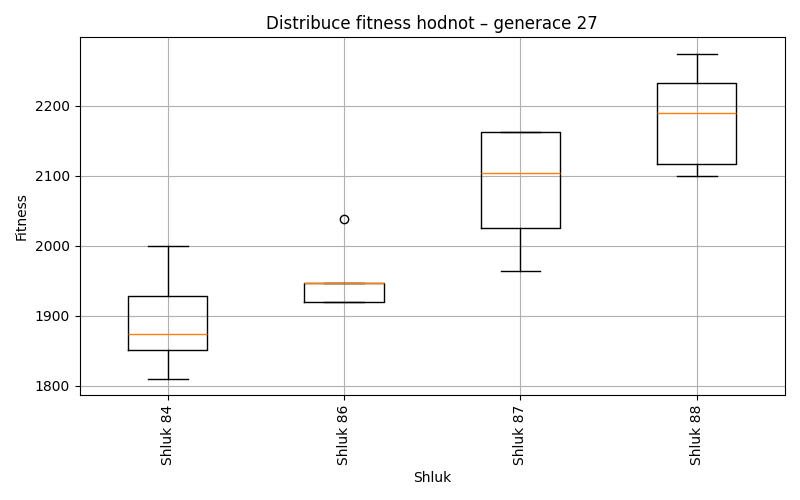 Distribuce fitness hodnot – generace 27
Fitness
2200
2100
2000
1900
1800
Shluk 84
Shluk 86
Shluk 87
Shluk 88
Shluk